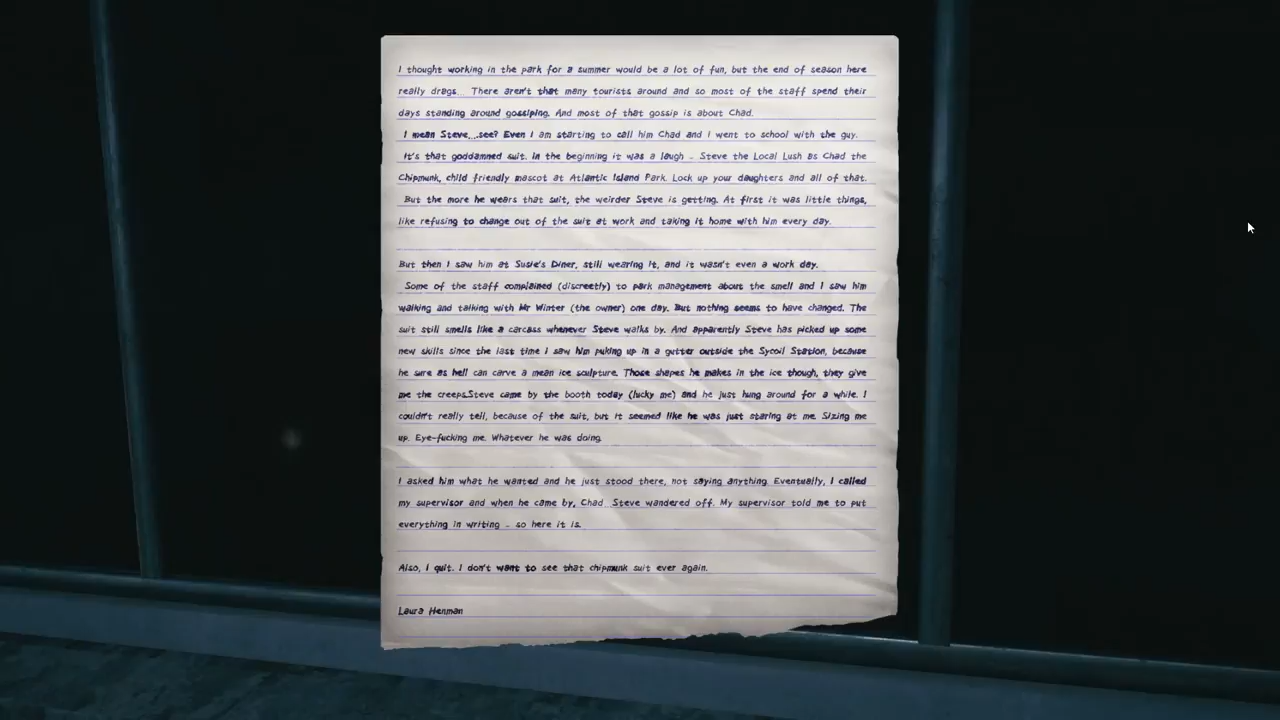 I thought working in the park for a summer would be a lot of fun, but the end of season here
really drags... There aren't that many tourists around and so most of the staff spend their
days standing around gossiping. And most of that gossip is about Chad.
I mean Steve...see? Even I am starting to call him Chad and I went to school with the guy.
It's that goddamned suit. In the beginning it was a laugh - Steve the Local Lush as Chad the
Chipmunk, child friendly mascot at Atlantic Island Park. Lock up your daughters and all of that.
But the more he wears that suit, the weirder Steve is getting. At first it was little things,
like refusing to change out of the suit at work and taking it home with him every day.
But then I saw him at Susie's Diner, still wearing it, and it wasn't even a work day.
Some of the staff complained (discreetly) to park management about the smell and I saw him
walking and talking with Mr Winter (the owner) one day. But nothing seems to have changed. The
suit still smells like a carcass whenever Steve walks by. And apparently Steve has picked up some
new skills since the last time I saw him puking up in a gutter outside the Sycoil Station, because
he sure as hell can carve a mean ice sculpture. Those shapes he makes in the ice though, they give
me the creeps.Steve came by the booth today (lucky me) and he just hung around for a while. I
couldn't really tell, because of the suit, but it seemed like he was just staring at me. Sizing me
up. Eye-fucking me. Whatever he was doing.
I asked him what he wanted and he just stood there, not saying anything. Eventually, I called
my supervisor and when he came by, Chad...Steve wandered off. My supervisor told me to put
everything in writing - so here it is.
Also, I quit. I don't want to see that chipmunk suit ever again.
Laura Henman